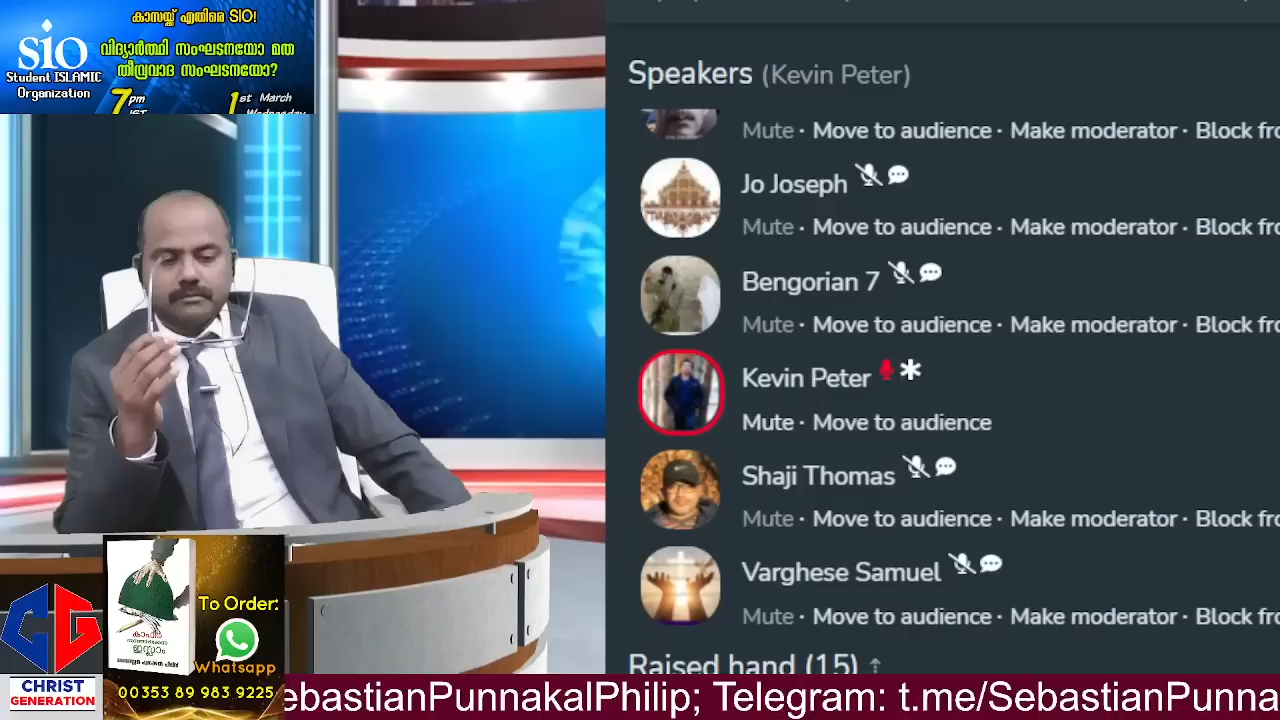 കാസയ്ക്ക് എതിരെ SIO!
sio
Student ISLAMIC
Organization
വിദ്യാർത്ഥി സംഘടനയോ മത
തീവ്രവാദ സംഘടനയോ?
7pm
IST
1st March
Wednesday
Speakers (Kevin Peter)
Mute · Move to audience · Make moderator · Block fro
Jo Joseph
Mute · Move to audience · Make moderator · Block fro
Bengorian 7
Mute · Move to audience · Make moderator · Block fro
Kevin Peter
Mute · Move to audience
Shaji Thomas
Mute · Move to audience · Make moderator · Block fro
Varghese Samuel
Mute · Move to audience · Make moderator · Block fro
Raised hand (15)
CG
CHRIST
GENERATION
കാഫിർ
ഇസ്ലാം
To Order:
Whatsapp
00353 89 983 9225
ebastianPunnakalPhilip; Telegram: t.me/SebastianPunna